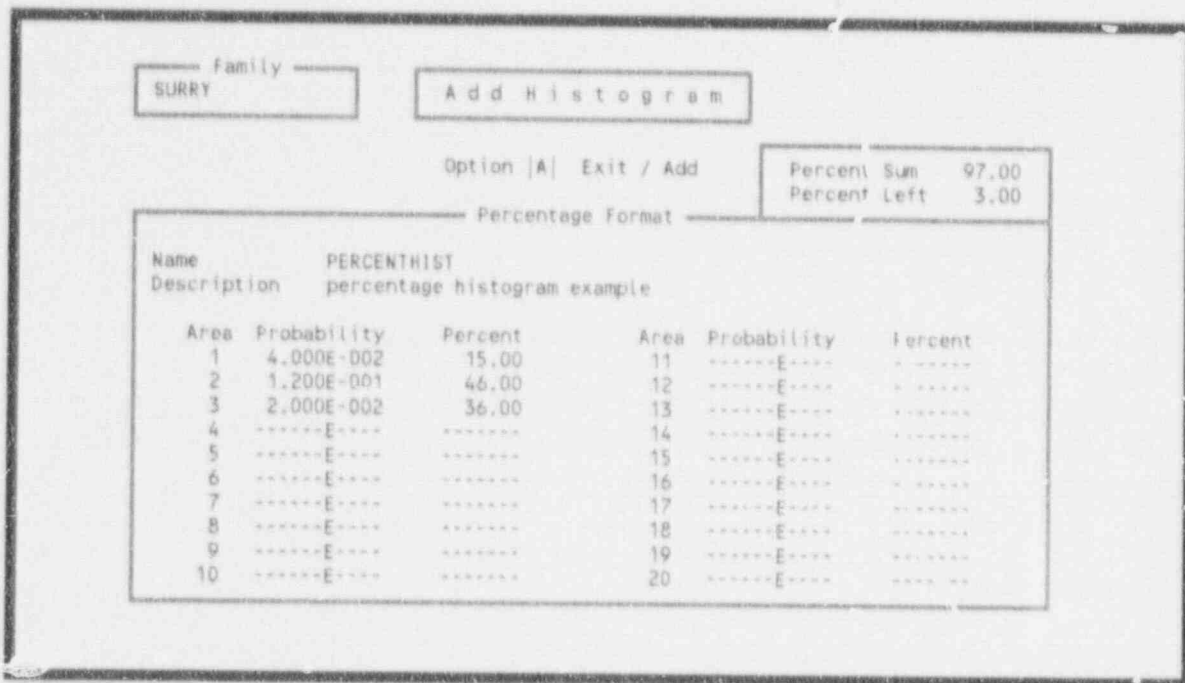 Family
SURRY
Add Histogram
Option |A| Exit / Add
Percent Sum 97.00
Percent Left 3.00
Percentage Format
Name PERCENTHIST
Description percentage histogram example
Area Probability Percent Area Probability Percent
1 4.000E-002 15.00 11 ------E---- -------
2 1.200E-001 46.00 12 ------E---- -------
3 2.000E-002 36.00 13 ------E---- -------
4 ------E---- ------- 14 ------E---- -------
5 ------E---- ------- 15 ------E---- -------
6 ------E---- ------- 16 ------E---- -------
7 ------E---- ------- 17 ------E---- -------
8 ------E---- ------- 18 ------E---- -------
9 ------E---- ------- 19 ------E---- -------
10 ------E---- ------- 20 ------E---- -------